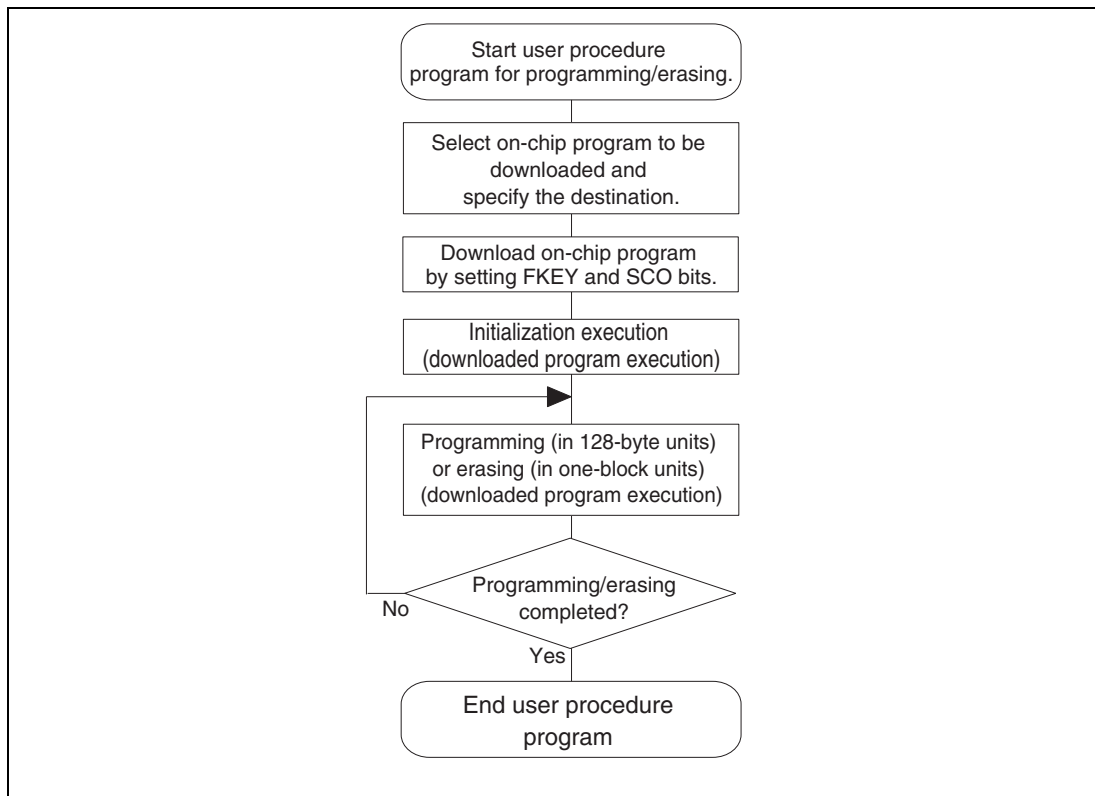 Start user procedure
program for programming/erasing.
Select on-chip program to be
downloaded and
specify the destination.
Download on-chip program
by setting FKEY and SCO bits.
Initialization execution
(downloaded program execution)
Programming (in 128-byte units)
or erasing (in one-block units)
(downloaded program execution)
Programming/erasing
completed?
No
Yes
End user procedure
program